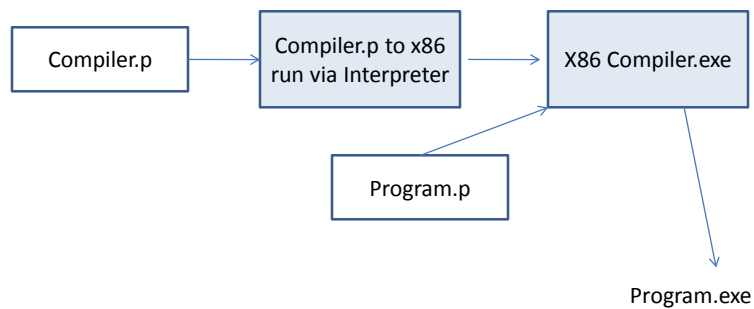 Compiler.p
Compiler.p to x86
run via Interpreter
X86 Compiler.exe
Program.p
Program.exe